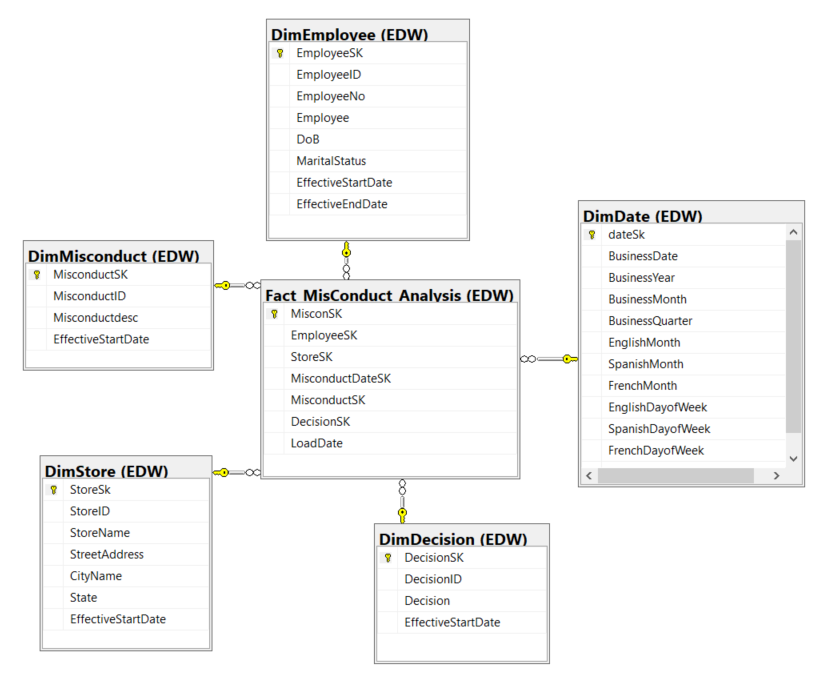 DimEmployee (EDW)
EmployeeSK
EmployeeID
EmployeeNo
Employee
DoB
MaritalStatus
EffectiveStartDate
EffectiveEndDate
DimDate (EDW)
dateSk
BusinessDate
BusinessYear
BusinessMonth
BusinessQuarter
EnglishMonth
SpanishMonth
FrenchMonth
EnglishDayofWeek
SpanishDayofWeek
FrenchDayofWeek
DimMisconduct (EDW)
MisconductSK
MisconductID
Misconductdesc
EffectiveStartDate
Fact_MisConduct_Analysis (EDW)
MisconSK
EmployeeSK
StoreSK
MisconductDateSK
MisconductSK
DecisionSK
LoadDate
DimStore (EDW)
StoreSk
StoreID
StoreName
StreetAddress
CityName
State
EffectiveStartDate
DimDecision (EDW)
DecisionSK
DecisionID
Decision
EffectiveStartDate